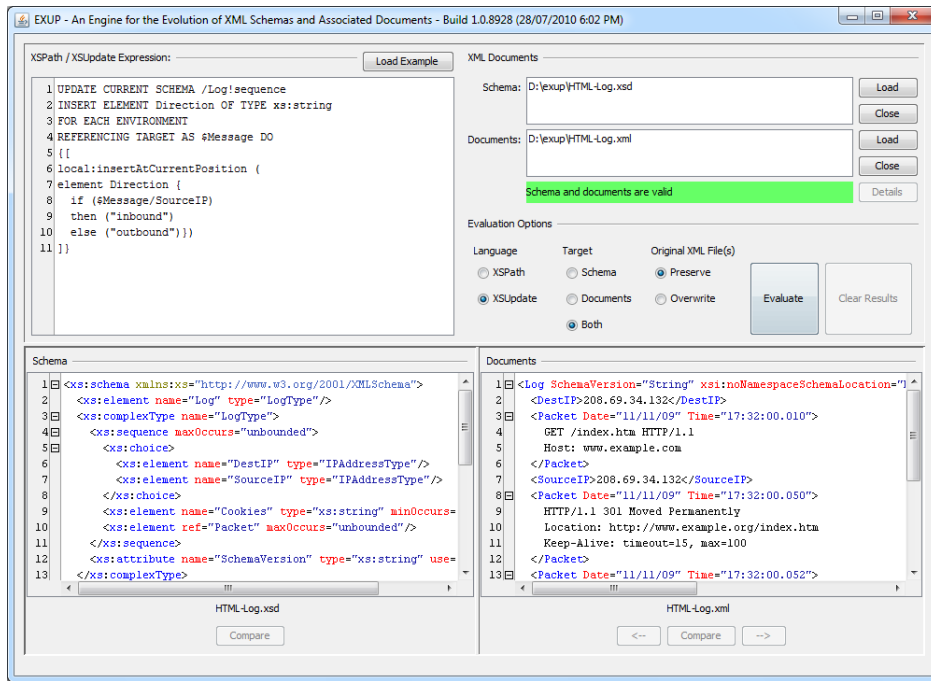 EXUP - An Engine for the Evolution of XML Schemas and Associated Documents - Build 1.0.8928 (28/07/2010 6:02 PM)
XSPath / XSUpdate Expression:
Load Example
1 UPDATE CURRENT SCHEMA /Log!sequence
2 INSERT ELEMENT Direction OF TYPE xs:string
3 FOR EACH ENVIRONMENT
4 REFERENCING TARGET AS $Message DO
5 {[
6 local:insertAtCurrentPosition (
7 element Direction {
8 if ($Message/SourceIP)
9 then ("inbound")
10 else ("outbound")})
11 ]}
XML Documents
Schema: D:\exup\HTML-Log.xsd
Load
Close
Documents: D:\exup\HTML-Log.xml
Load
Close
Schema and documents are valid
Details
Evaluation Options
Language Target Original XML File(s)
XSPath Schema Preserve
XSUpdate Documents Overwrite
Both
Evaluate
Clear Results
Schema
1 <xs:schema xmlns:xs="http://www.w3.org/2001/XMLSchema">
2 <xs:element name="Log" type="LogType"/>
3 <xs:complexType name="LogType">
4 <xs:sequence maxOccurs="unbounded">
5 <xs:choice>
6 <xs:element name="DestIP" type="IPAddressType"/>
7 <xs:element name="SourceIP" type="IPAddressType"/>
8 </xs:choice>
9 <xs:element name="Cookies" type="xs:string" minOccurs=
10 <xs:element ref="Packet" maxOccurs="unbounded"/>
11 </xs:sequence>
12 <xs:attribute name="SchemaVersion" type="xs:string" use=
13 </xs:complexType>
HTML-Log.xsd
Compare
Documents
1 <Log SchemaVersion="String" xsi:noNamespaceSchemaLocation="
2 <DestIP>208.69.34.132</DestIP>
3 <Packet Date="11/11/09" Time="17:32:00.010">
4 GET /index.htm HTTP/1.1
5 Host: www.example.com
6 </Packet>
7 <SourceIP>208.69.34.132</SourceIP>
8 <Packet Date="11/11/09" Time="17:32:00.050">
9 HTTP/1.1 301 Moved Permanently
10 Location: http://www.example.org/index.htm
11 Keep-Alive: timeout=15, max=100
12 </Packet>
13 <Packet Date="11/11/09" Time="17:32:00.052">
HTML-Log.xml
<-- Compare -->